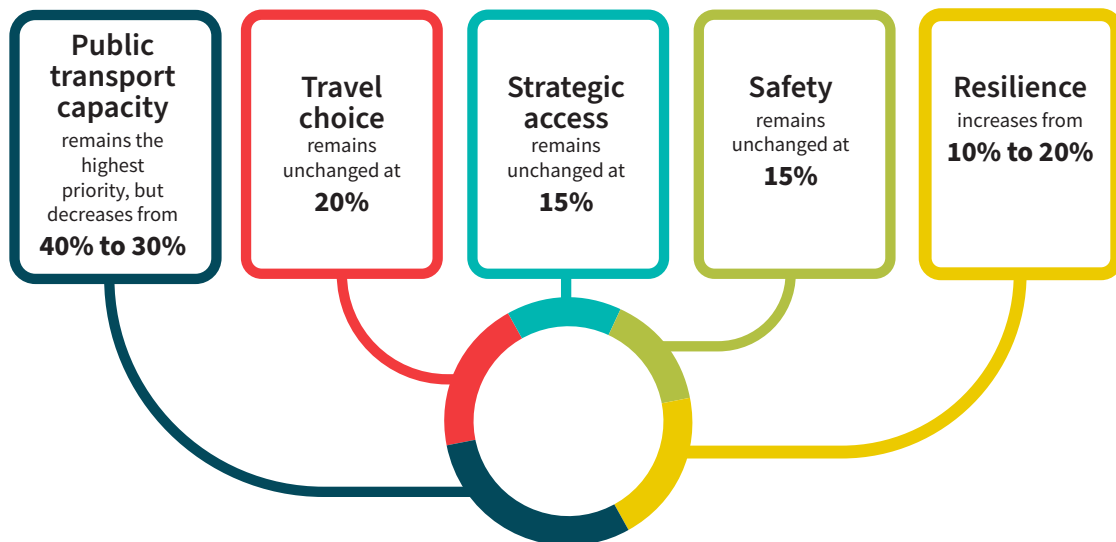 Public
transport
capacity
remains the
highest
priority, but
decreases from
40% to 30%
Travel
choice
remains
unchanged at
20%
Strategic
access
remains
unchanged at
15%
Safety
remains
unchanged at
15%
Resilience
increases from
10% to 20%